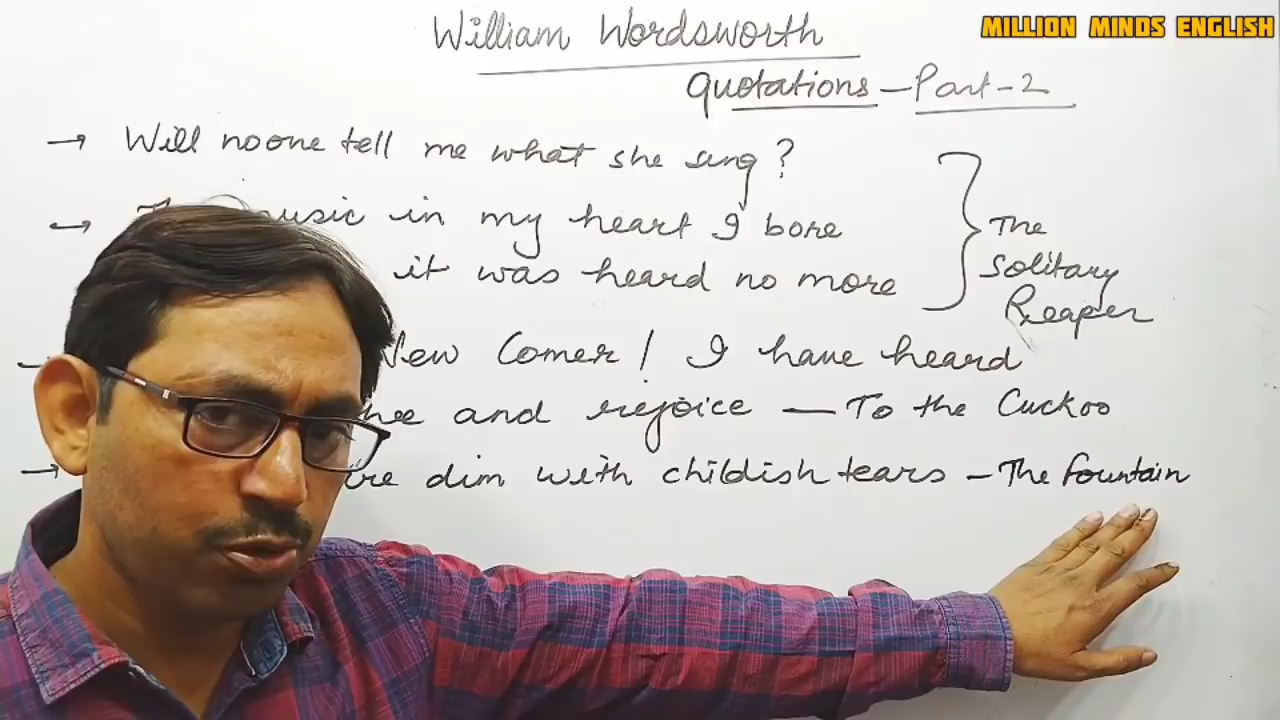 MILLION MINDS ENGLISH
William Wordsworth
Quotations - Part-2
→ Will noone tell me what she sung?
→ music in my heart I bore
it was heard no more
The
Solitary
Reaper
New Comer! I have heard
and rejoice — To the Cuckoo
→ dim with childish tears - The Fountain